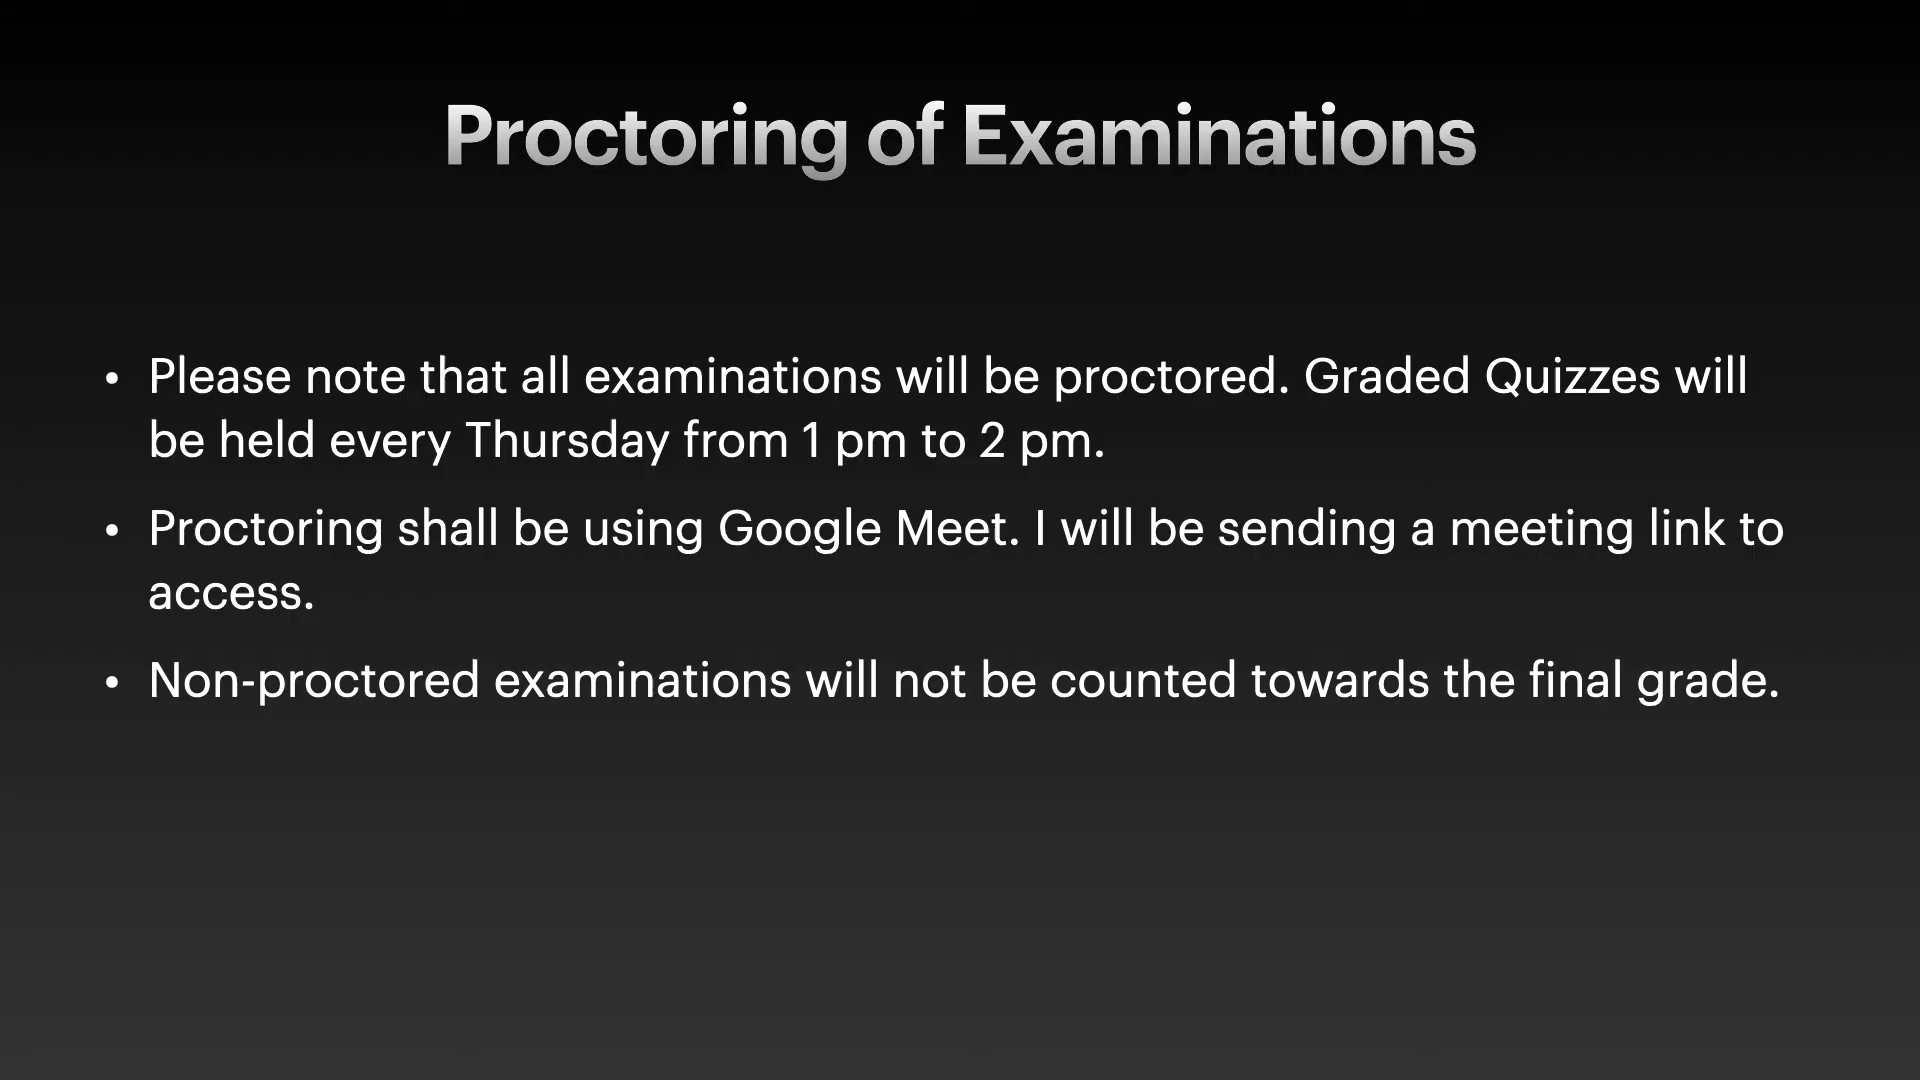 Proctoring of Examinations
• Please note that all examinations will be proctored. Graded Quizzes will
be held every Thursday from 1 pm to 2 pm.
• Proctoring shall be using Google Meet. I will be sending a meeting link to
access.
• Non-proctored examinations will not be counted towards the final grade.